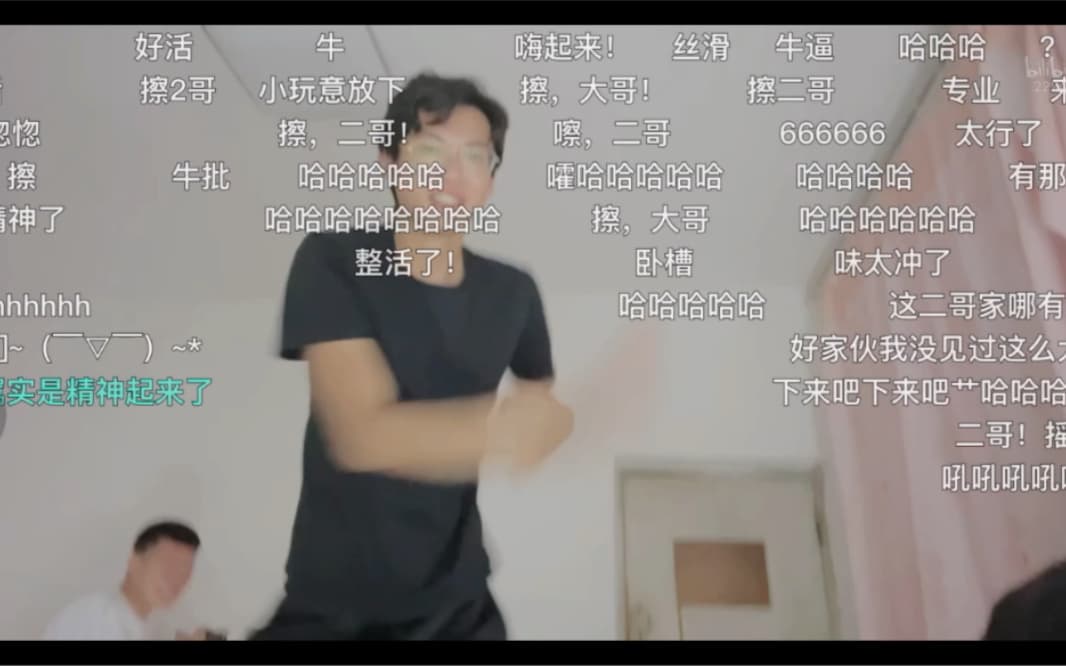 好活 牛 嗨起来！ 丝滑 牛逼 哈哈哈 ？
擦2哥 小玩意放下 擦，大哥！ 擦二哥 专业 来
惚 擦，二哥！ 嚓，二哥 666666 太行了
擦 牛批 哈哈哈哈哈 嚯哈哈哈哈哈 哈哈哈哈 有那
精神了 哈哈哈哈哈哈哈哈 擦，大哥 哈哈哈哈哈哈
整活了！ 卧槽 味太冲了
hhhhhh 哈哈哈哈哈 这二哥家哪有
]~（￣▽￣）~* 好家伙我没见过这么
实是精神起来了 下来吧下来吧艹哈哈哈
二哥！摇
吼吼吼吼